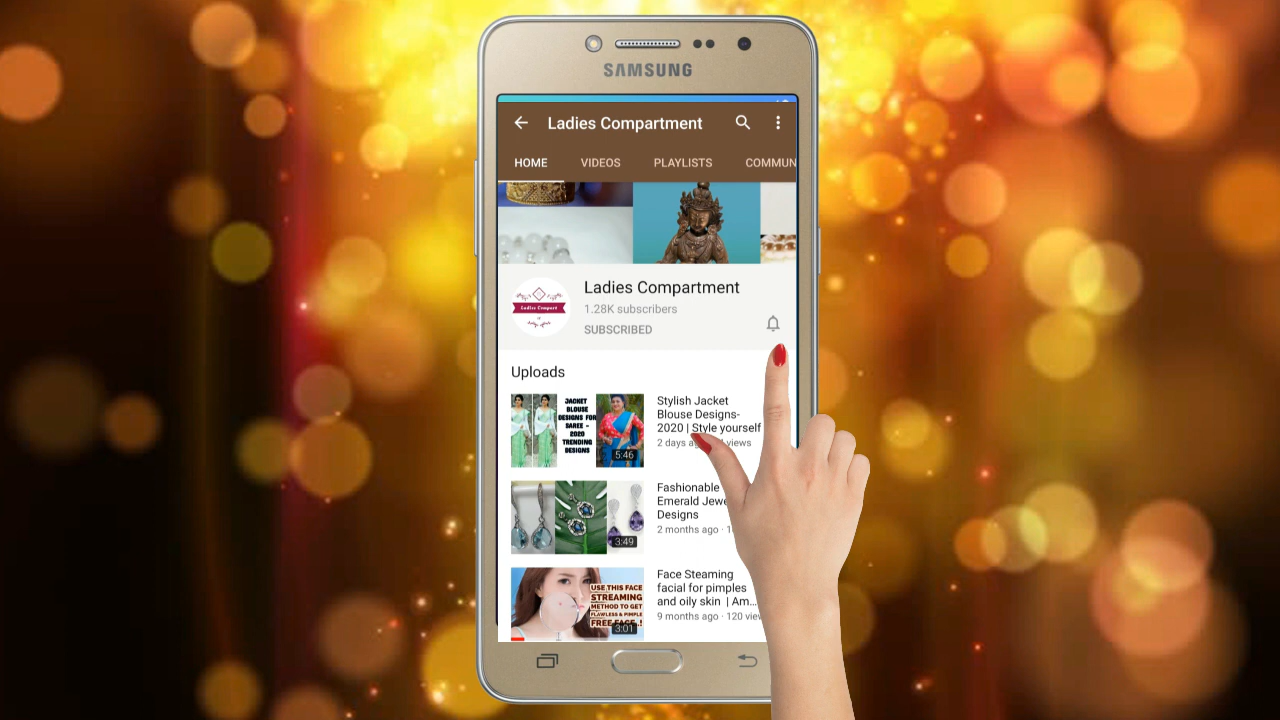 SAMSUNG
Ladies Compartment
HOME VIDEOS PLAYLISTS COMMUN
Ladies Compart
Ladies Compartment
1.28K subscribers
SUBSCRIBED
Uploads
JACKET
BLOUSE
DESIGNS FOR
SAREE -
2020
TRENDING
DESIGNS
5:46
Stylish Jacket
Blouse Designs-
2020 | Style yourself
2 days views
3:49
Fashionable
Emerald
Designs
2 months ago ·
USE THIS FACE
STREAMING
METHOD TO GET
FLAWLESS & PIMPLE
FREE FACE.!
3:01
Face Steaming
facial for pimples
and oily skin | Am...
9 months ago · 120